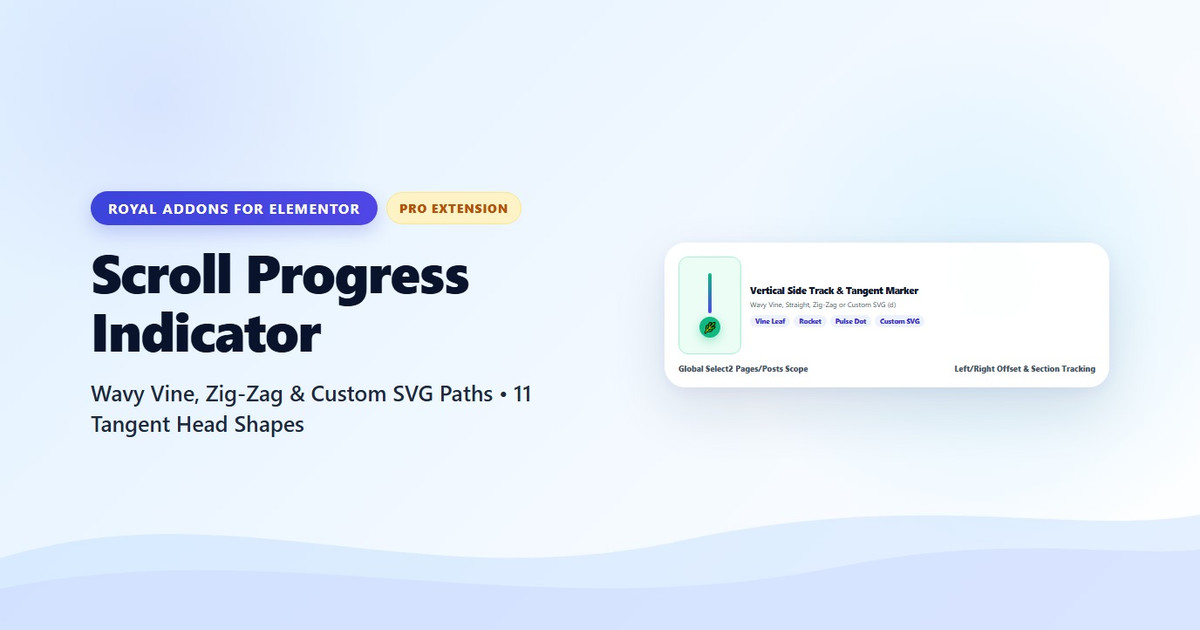 ROYAL ADDONS FOR ELEMENTOR
PRO EXTENSION
Scroll Progress
Indicator
Wavy Vine, Zig-Zag & Custom SVG Paths • 11
Tangent Head Shapes
Vertical Side Track & Tangent Marker
Wavy Vine, Straight, Zig-Zag or Custom SVG (d)
Vine Leaf
Rocket
Pulse Dot
Custom SVG
Global Select2 Pages/Posts Scope
Left/Right Offset & Section Tracking